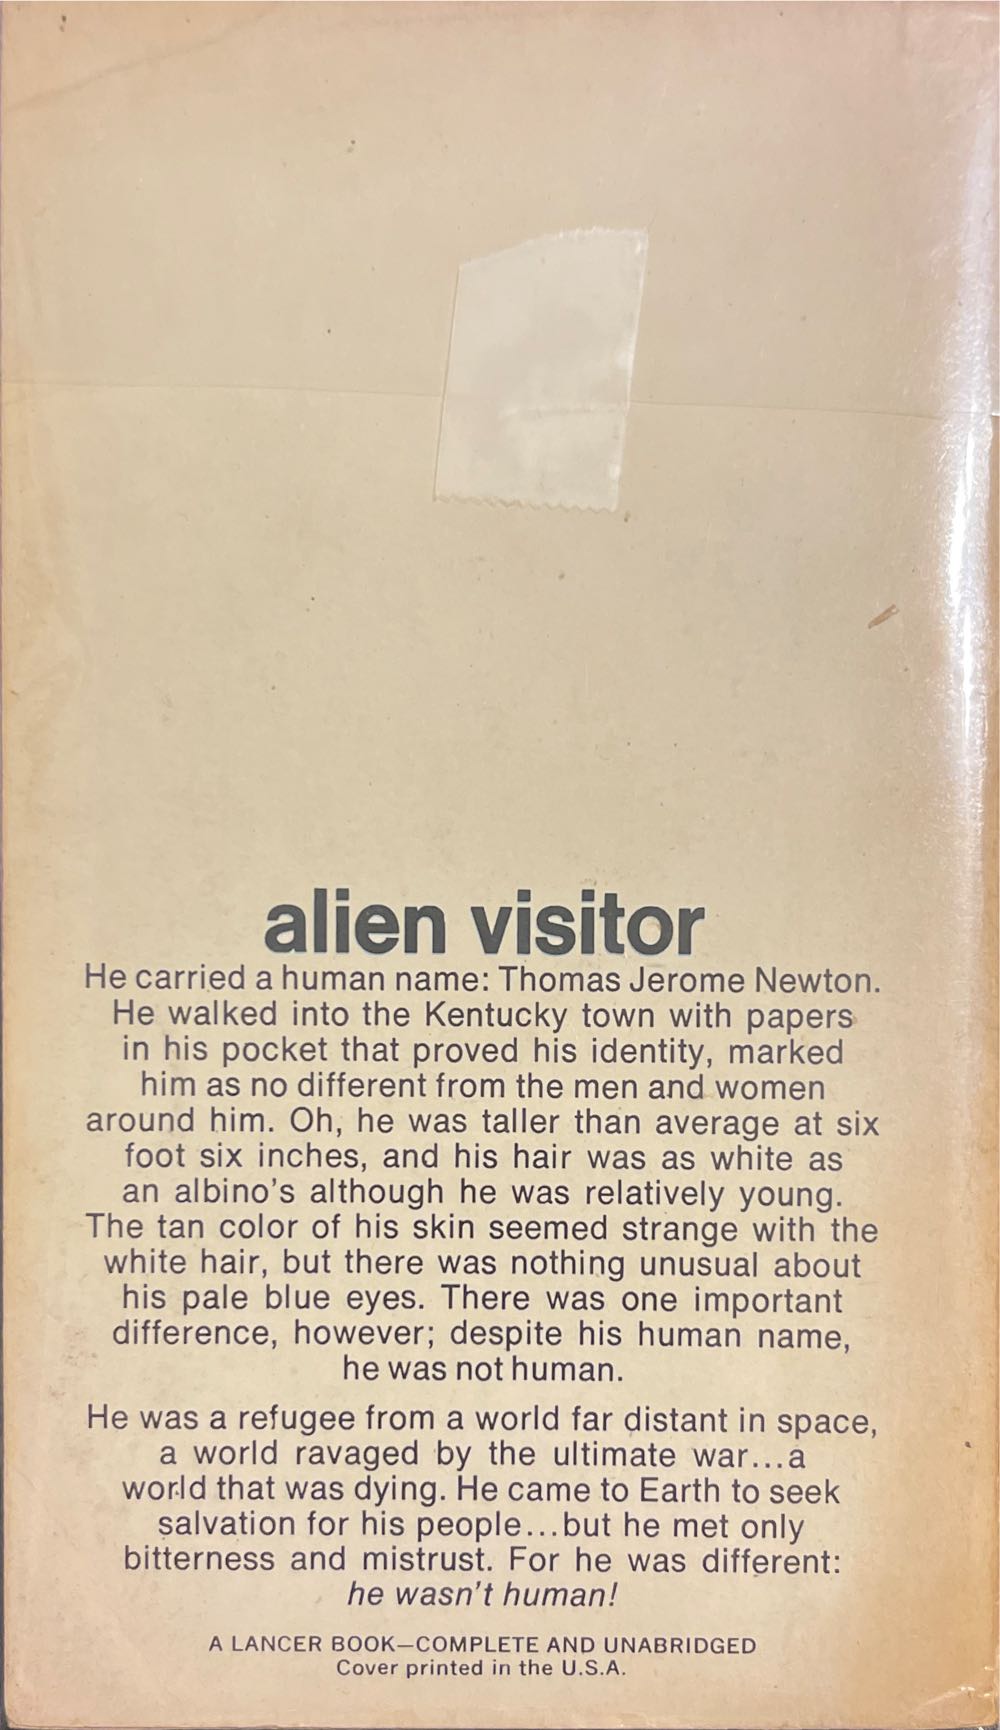 alien visitor
He carried a human name: Thomas Jerome Newton.
He walked into the Kentucky town with papers
in his pocket that proved his identity, marked
him as no different from the men and women
around him. Oh, he was taller than average at six
foot six inches, and his hair was as white as
an albino's although he was relatively young.
The tan color of his skin seemed strange with the
white hair, but there was nothing unusual about
his pale blue eyes. There was one important
difference, however; despite his human name,
he was not human.
He was a refugee from a world far distant in space,
a world ravaged by the ultimate war...a
world that was dying. He came to Earth to seek
salvation for his people...but he met only
bitterness and mistrust. For he was different:
he wasn't human!
A LANCER BOOK—COMPLETE AND UNABRIDGED
Cover printed in the U.S.A.